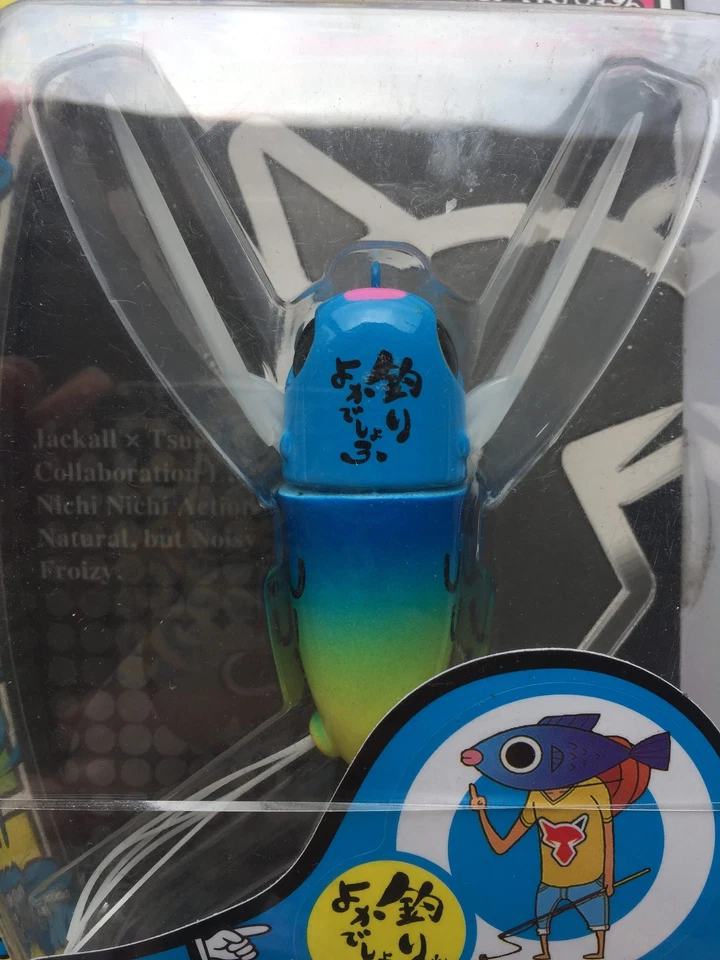 釣り
よかでしょう。
Jackall × Tsur
Collaboration
Nichi Nichi Action
Natural, but Noisy
Froizy.
釣り
よかでしょ